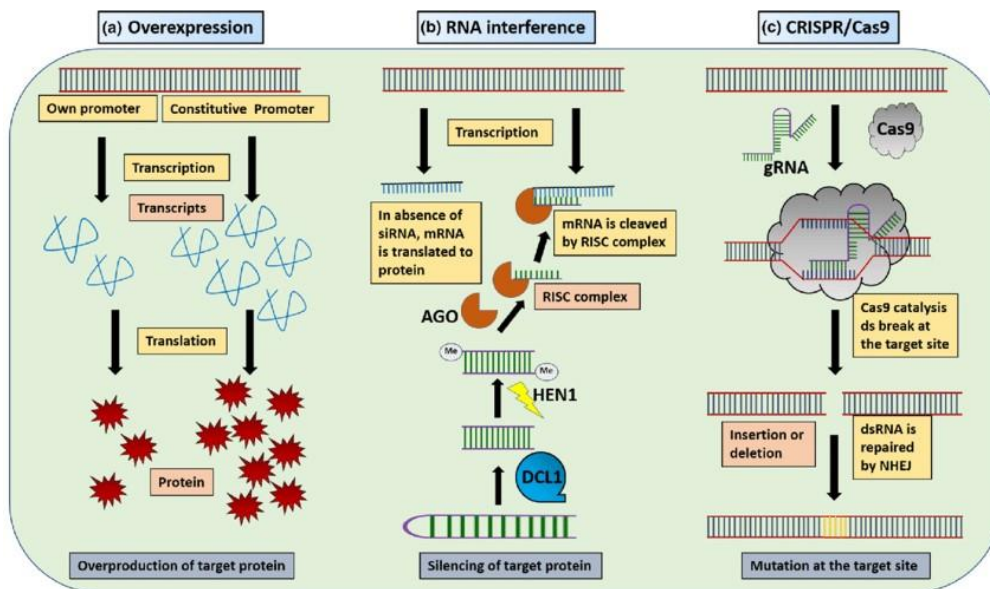 (a) Overexpression
Own promoter
Constitutive Promoter
Transcription
Transcripts
Translation
Protein
Overproduction of target protein
(b) RNA interference
Transcription
In absence of
siRNA, mRNA
is translated to
protein
mRNA is cleaved
by RISC complex
RISC complex
AGO
Me
Me
HEN1
DCL1
Silencing of target protein
(c) CRISPR/Cas9
gRNA
Cas9
Cas9 catalysis
ds break at
the target site
Insertion or
deletion
dsRNA is
repaired
by NHEJ
Mutation at the target site